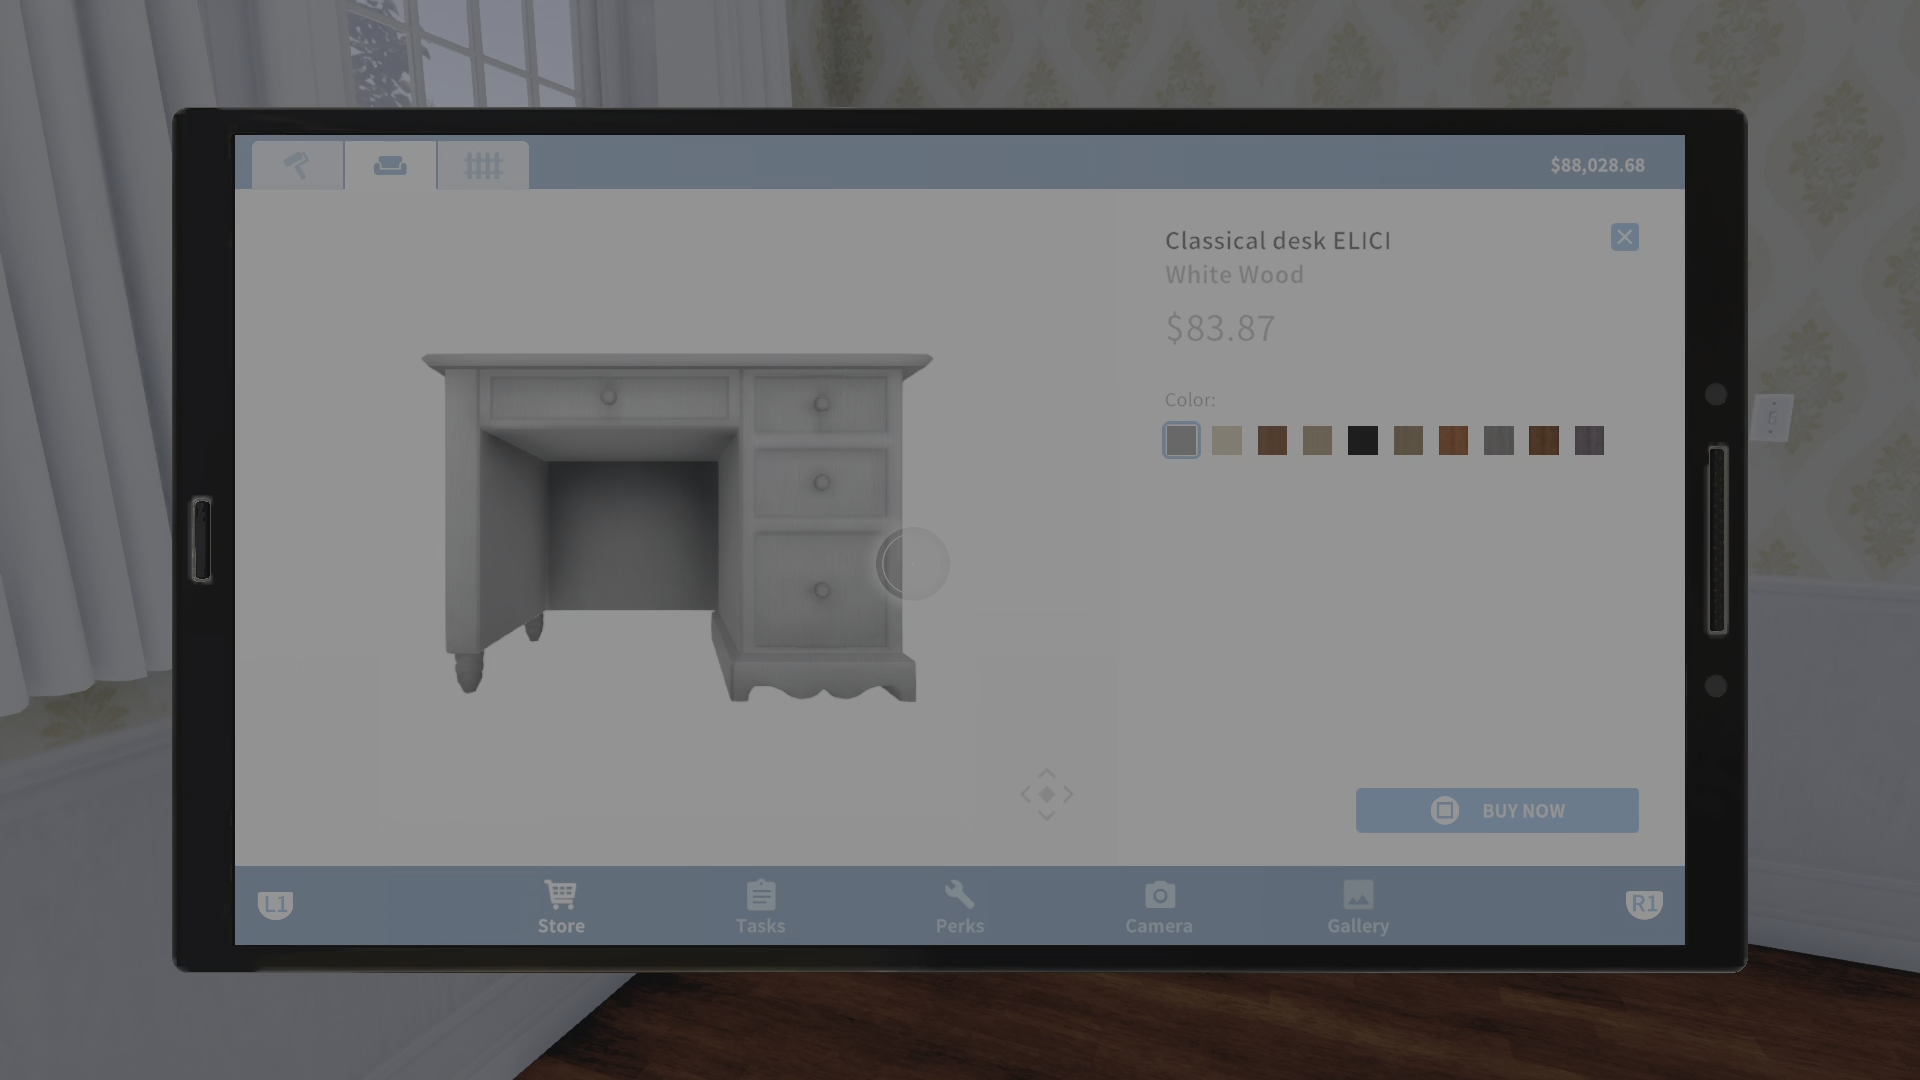 $88,028.68
Classical desk ELICI
White Wood
$83.87
Color:
BUY NOW
L1
Store
Tasks
Perks
Camera
Gallery
R1